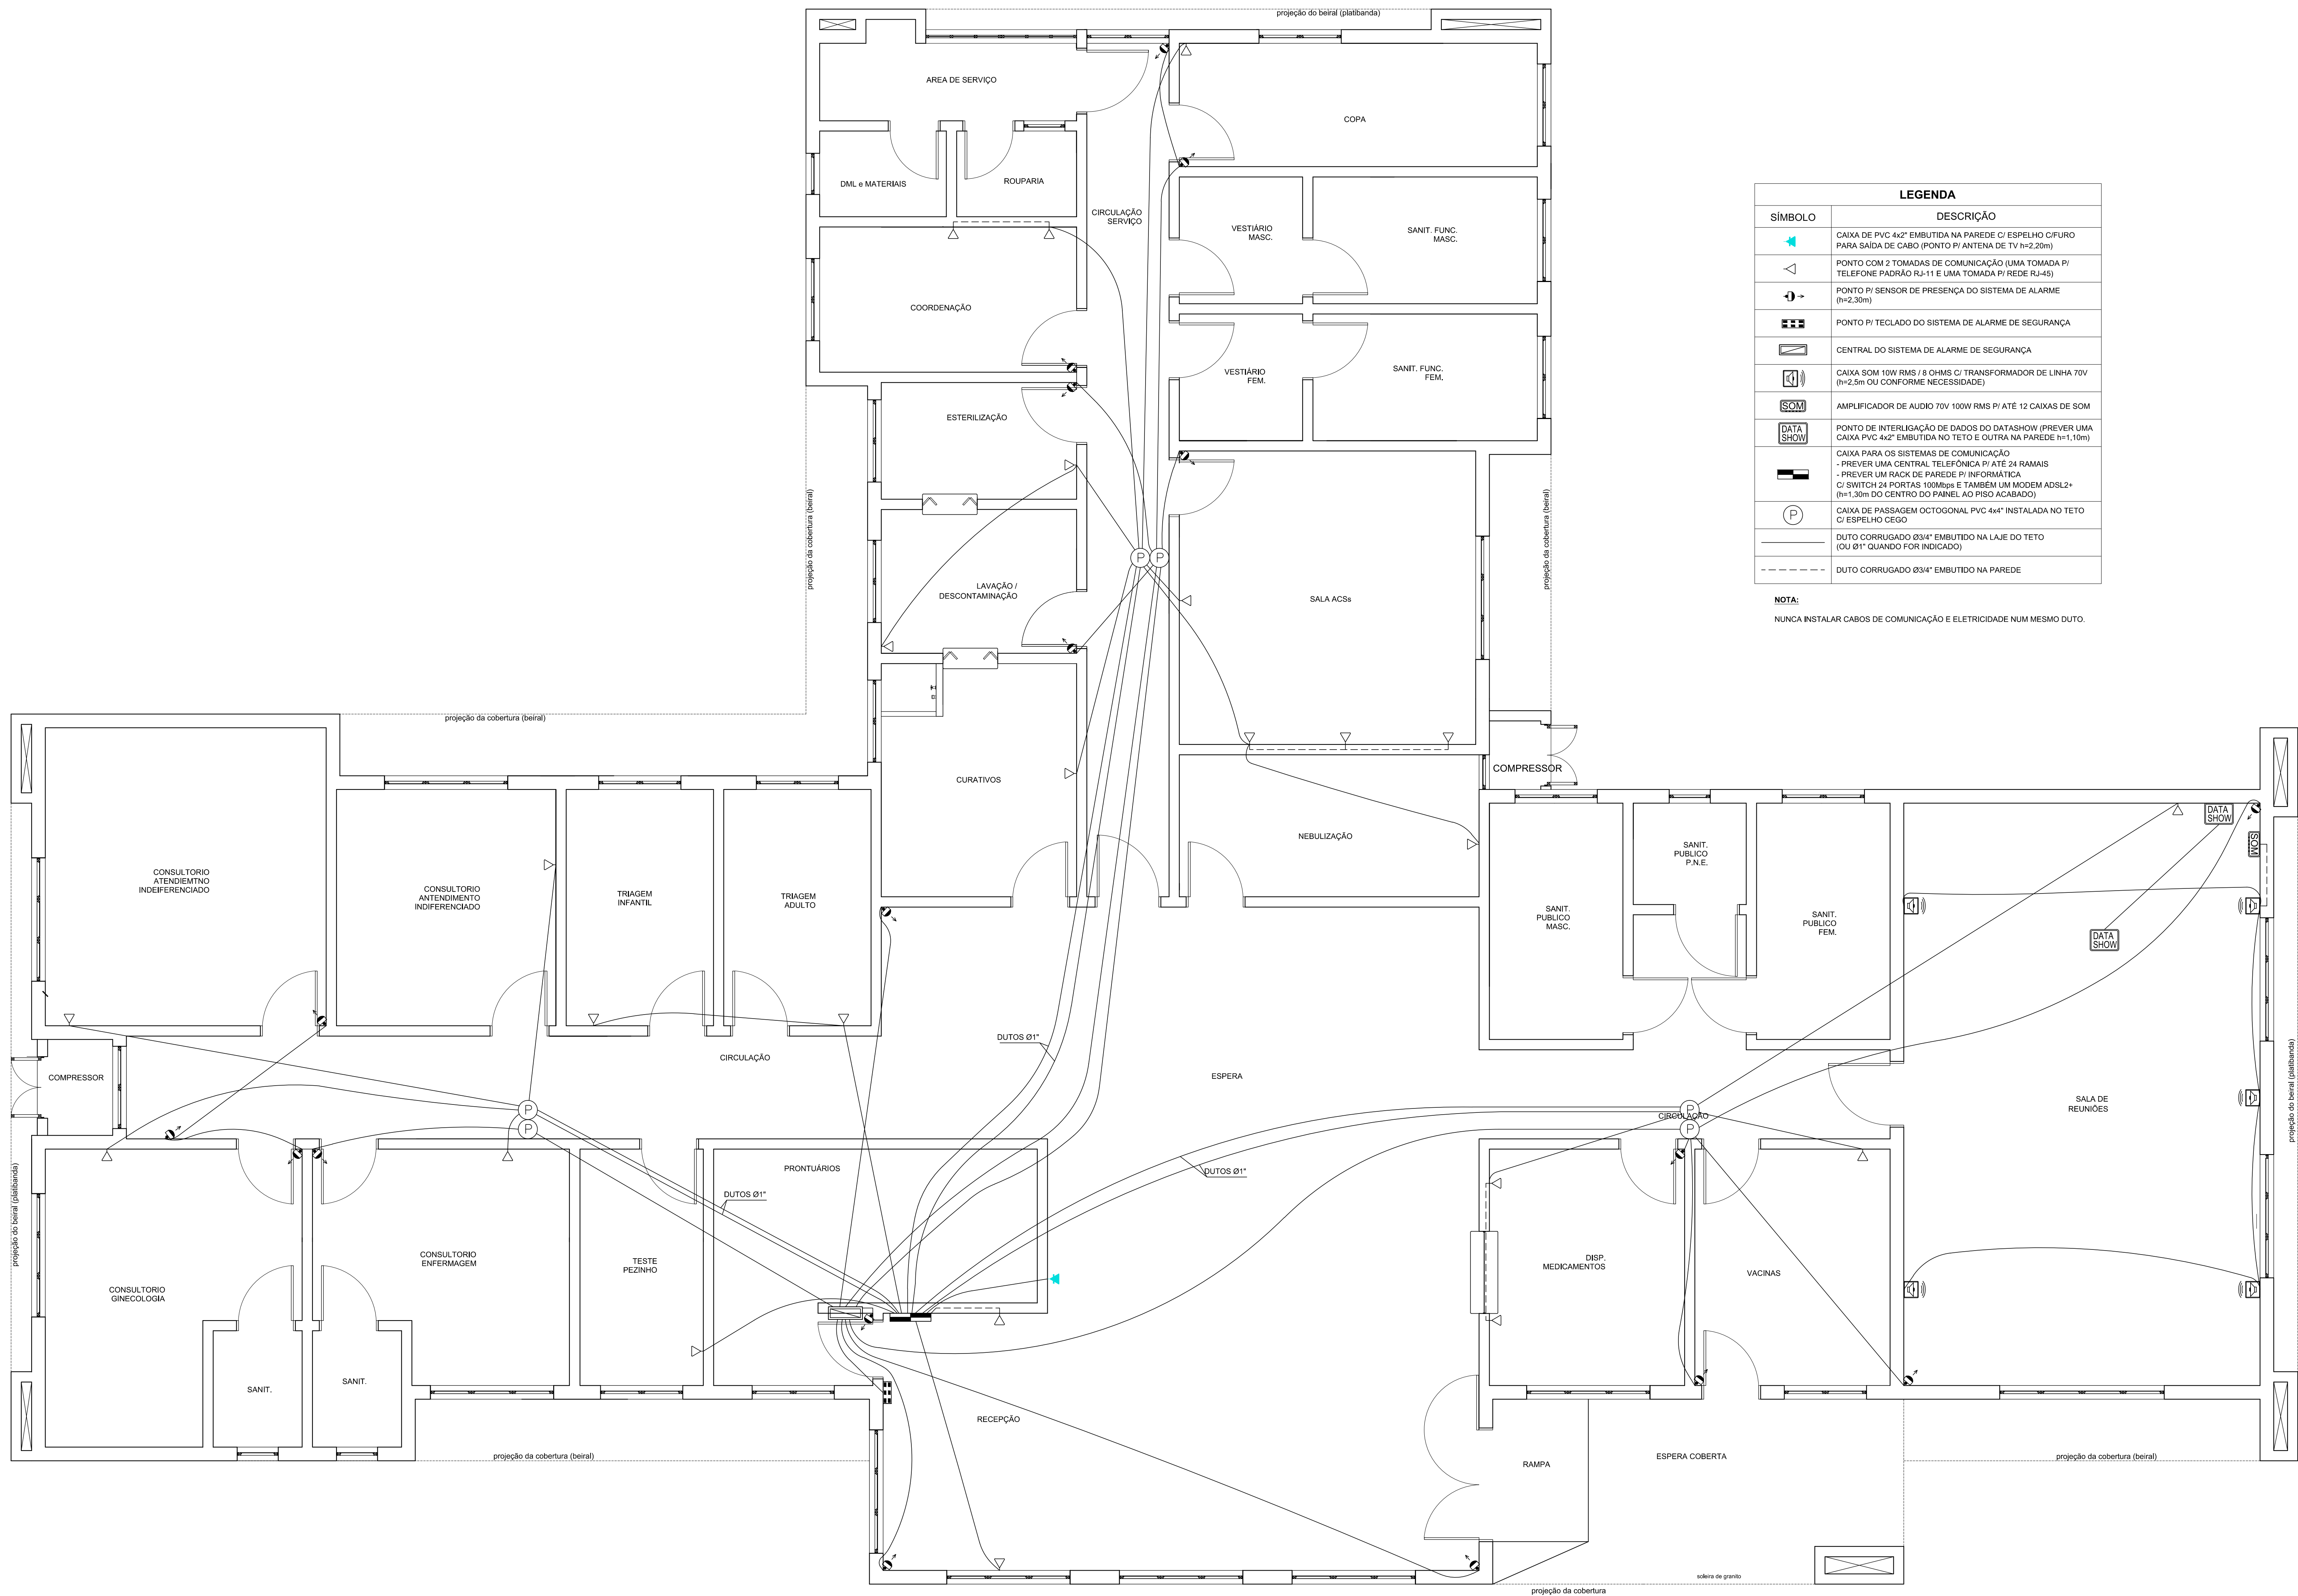 projeção do beiral (platibanda)
AREA DE SERVIÇO
COPA
DML e MATERIAIS
ROUPARIA
CIRCULAÇÃO
SERVIÇO
VESTIÁRIO
MASC.
SANIT. FUNC.
MASC.
COORDENAÇÃO
VESTIÁRIO
FEM.
SANIT. FUNC.
FEM.
ESTERILIZAÇÃO
projeção da cobertura (beiral)
projeção da cobertura (beiral)
P
P
LAVAÇÃO /
DESCONTAMINAÇÃO
SALA ACSs
LEGENDA
SÍMBOLO
DESCRIÇÃO
CAIXA DE PVC 4x2" EMBUTIDA NA PAREDE C/ ESPELHO C/FURO
PARA SAÍDA DE CABO (PONTO P/ ANTENA DE TV h=2,20m)
PONTO COM 2 TOMADAS DE COMUNICAÇÃO (UMA TOMADA P/
TELEFONE PADRÃO RJ-11 E UMA TOMADA P/ REDE RJ-45)
PONTO P/ SENSOR DE PRESENÇA DO SISTEMA DE ALARME
(h=2,30m)
PONTO P/ TECLADO DO SISTEMA DE ALARME DE SEGURANÇA
CENTRAL DO SISTEMA DE ALARME DE SEGURANÇA
CAIXA SOM 10W RMS / 8 OHMS C/ TRANSFORMADOR DE LINHA 70V
(h=2,5m OU CONFORME NECESSIDADE)
SOM
AMPLIFICADOR DE AUDIO 70V 100W RMS P/ ATÉ 12 CAIXAS DE SOM
DATA
SHOW
PONTO DE INTERLIGAÇÃO DE DADOS DO DATASHOW (PREVER UMA
CAIXA PVC 4x2" EMBUTIDA NO TETO E OUTRA NA PAREDE h=1,10m)
CAIXA PARA OS SISTEMAS DE COMUNICAÇÃO
- PREVER UMA CENTRAL TELEFÔNICA P/ ATÉ 24 RAMAIS
- PREVER UM RACK DE PAREDE P/ INFORMÁTICA
C/ SWITCH 24 PORTAS 100Mbps E TAMBÉM UM MODEM ADSL2+
(h=1,30m DO CENTRO DO PAINEL AO PISO ACABADO)
P
CAIXA DE PASSAGEM OCTOGONAL PVC 4x4" INSTALADA NO TETO
C/ ESPELHO CEGO
DUTO CORRUGADO Ø3/4" EMBUTIDO NA LAJE DO TETO
(OU Ø1" QUANDO FOR INDICADO)
DUTO CORRUGADO Ø3/4" EMBUTIDO NA PAREDE
NOTA:
NUNCA INSTALAR CABOS DE COMUNICAÇÃO E ELETRICIDADE NUM MESMO DUTO.
projeção da cobertura (beiral)
CURATIVOS
COMPRESSOR
NEBULIZAÇÃO
CONSULTORIO
ATENDIEMTNO
INDEIFERENCIADO
CONSULTORIO
ANTENDIMENTO
INDIFERENCIADO
TRIAGEM
INFANTIL
TRIAGEM
ADULTO
SANIT.
PUBLICO
P.N.E.
SANIT.
PUBLICO
MASC.
SANIT.
PUBLICO
FEM.
DATA
SHOW
SOM
DATA
SHOW
DUTOS Ø1"
CIRCULAÇÃO
COMPRESSOR
ESPERA
P
P
P
CIRCULAÇÃO
P
SALA DE
REUNIÕES
projeção do beiral (platibanda)
projeção do beiral (platibanda)
PRONTUÁRIOS
DUTOS Ø1"
DUTOS Ø1"
CONSULTORIO
GINECOLOGIA
CONSULTORIO
ENFERMAGEM
TESTE
PEZINHO
DISP.
MEDICAMENTOS
VACINAS
SANIT.
SANIT.
RECEPÇÃO
projeção da cobertura (beiral)
RAMPA
ESPERA COBERTA
projeção da cobertura (beiral)
soleira de granito
projeção da cobertura